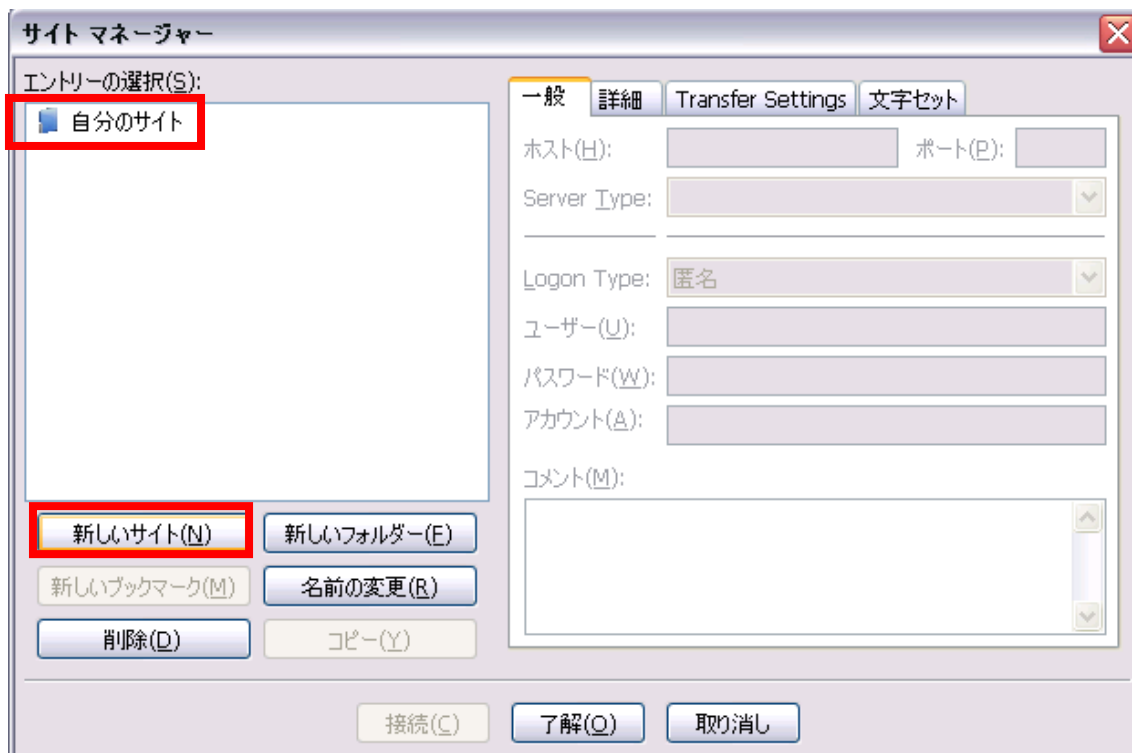 サイト マネージャー
エントリーの選択(S):
自分のサイト
新しいサイト(N)
新しいフォルダー(F)
新しいブックマーク(M)
名前の変更(R)
削除(D)
コピー(Y)
一般
詳細
Transfer Settings
文字セット
ホスト(H):
ポート(P):
Server Type:
Logon Type:
匿名
ユーザー(U):
パスワード(W):
アカウント(A):
コメント(M):
接続(C)
了解(O)
取り消し